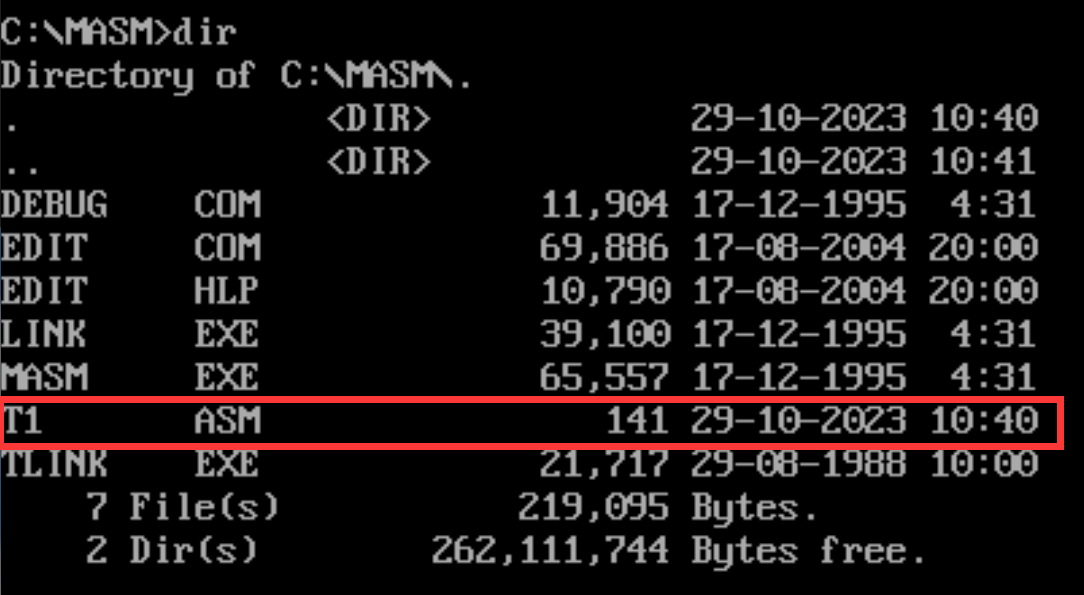 C:\MASM>dir
Directory of C:\MASM\.
. <DIR> 29-10-2023 10:40
.. <DIR> 29-10-2023 10:41
DEBUG COM 11,904 17-12-1995 4:31
EDIT COM 69,886 17-08-2004 20:00
EDIT HLP 10,790 17-08-2004 20:00
LINK EXE 39,100 17-12-1995 4:31
MASM EXE 65,557 17-12-1995 4:31
T1 ASM 141 29-10-2023 10:40
TLINK EXE 21,717 29-08-1988 10:00
7 File(s) 219,095 Bytes.
2 Dir(s) 262,111,744 Bytes free.